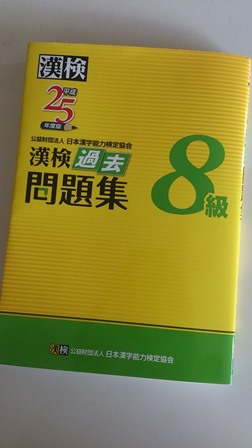 漢検
平成
25
年度版
公益財団法人 日本漢字能力検定協会
漢検 過去
問題集
8級
漢検 公益財団法人 日本漢字能力検定協会